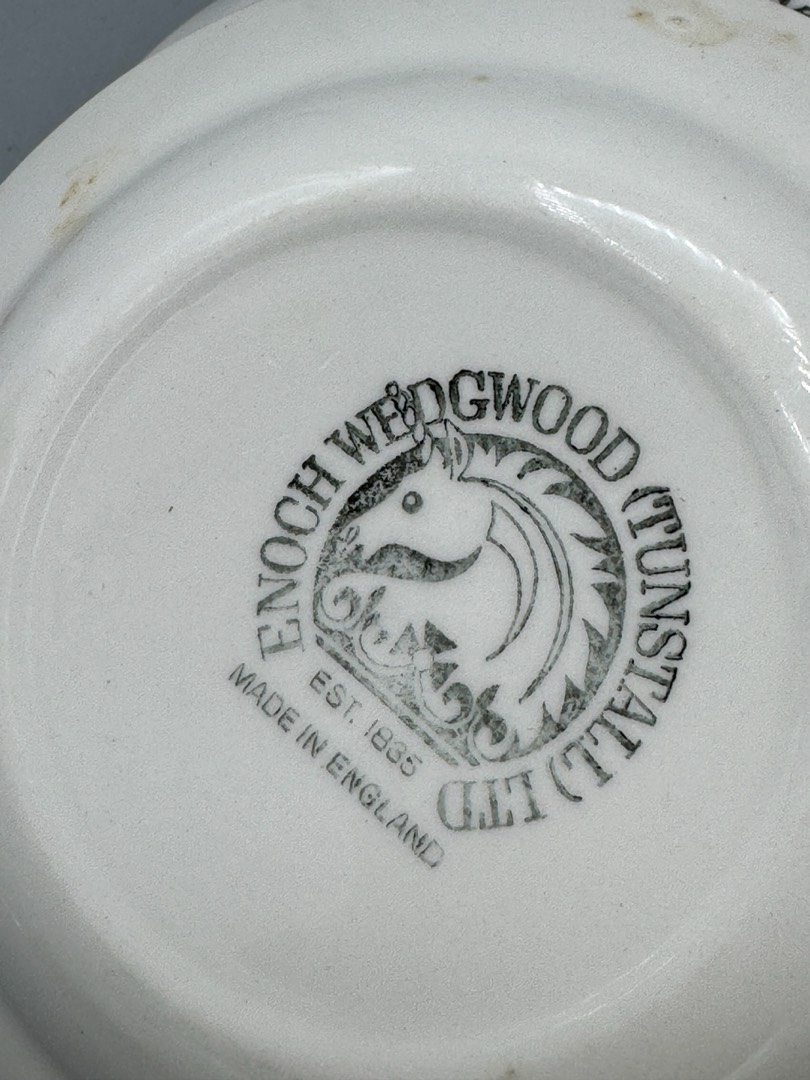 ENOCH WEDGWOOD (TUNSTALL) LTD
EST. 1835
MADE IN ENGLAND